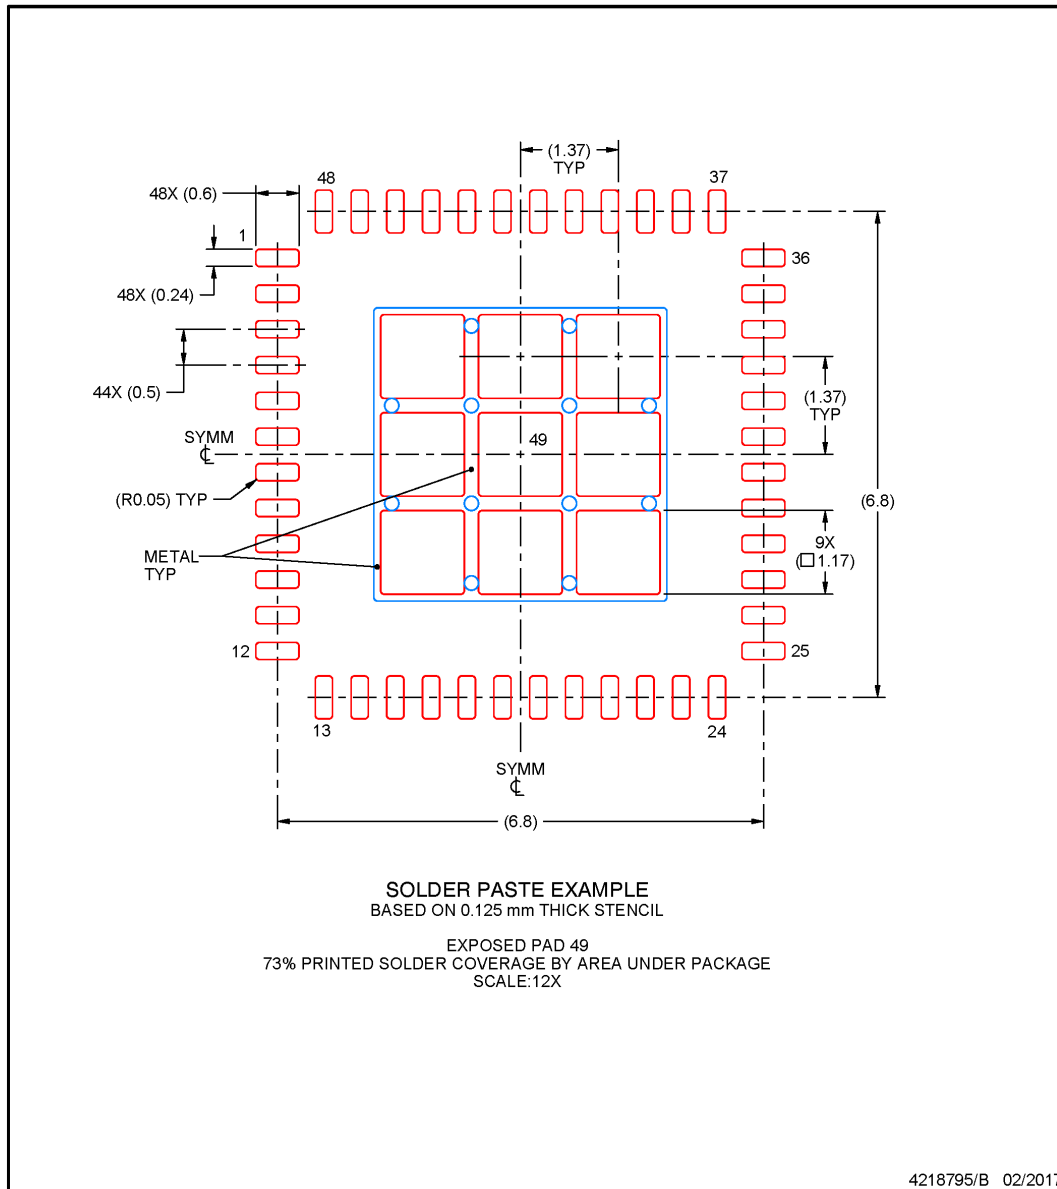 (1.37)
TYP
48
37
48X (0.6)
1
36
48X (0.24)
44X (0.5)
(1.37)
TYP
SYMM
℄
49
(R0.05) TYP
(6.8)
METAL
TYP
9X
(□1.17)
12
25
13
24
SYMM
℄
(6.8)
SOLDER PASTE EXAMPLE
BASED ON 0.125 mm THICK STENCIL
EXPOSED PAD 49
73% PRINTED SOLDER COVERAGE BY AREA UNDER PACKAGE
SCALE:12X
4218795/B 02/2017